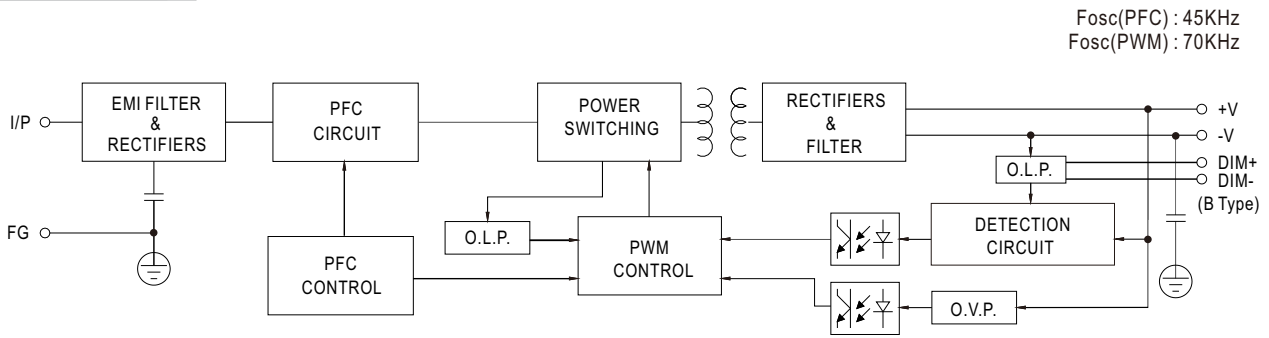 Fosc(PFC) : 45KHz
Fosc(PWM) : 70KHz
I/P
EMI FILTER
&
RECTIFIERS
PFC
CIRCUIT
POWER
SWITCHING
RECTIFIERS
&
FILTER
+V
-V
DIM+
DIM-
(B Type)
O.L.P.
FG
PFC
CONTROL
O.L.P.
PWM
CONTROL
DETECTION
CIRCUIT
O.V.P.